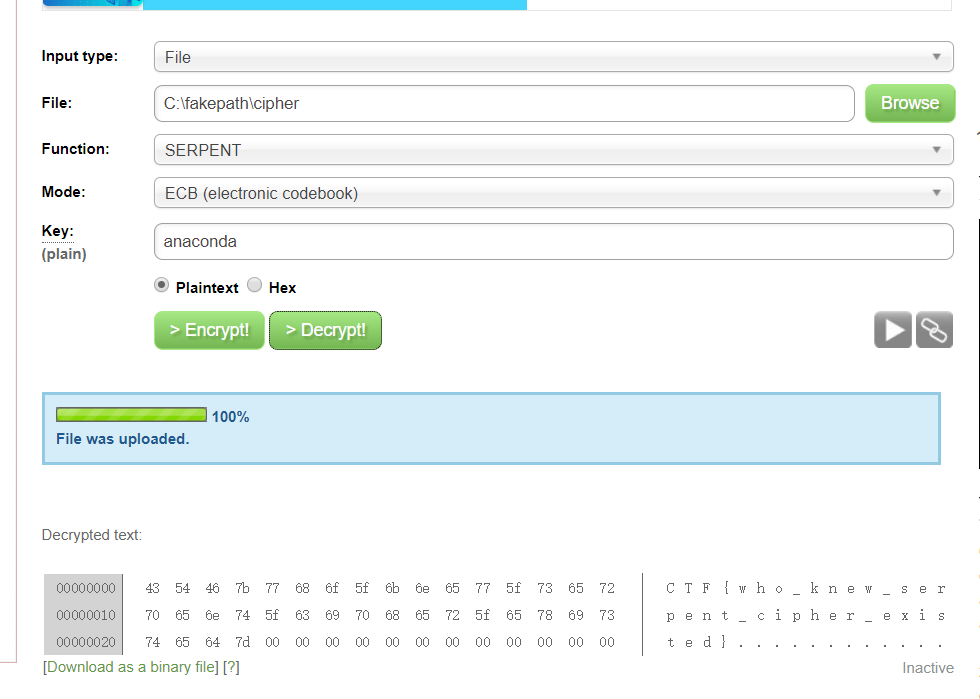 Input type: File
File: C:\fakepath\cipher Browse
Function: SERPENT
Mode: ECB (electronic codebook)
Key: anaconda
(plain)
Plaintext Hex
> Encrypt! > Decrypt!
100%
File was uploaded.
Decrypted text:
00000000 43 54 46 7b 77 68 6f 5f 6b 6e 65 77 5f 73 65 72 C T F { w h o _ k n e w _ s e r
00000010 70 65 6e 74 5f 63 69 70 68 65 72 5f 65 78 69 73 p e n t _ c i p h e r _ e x i s
00000020 74 65 64 7d 00 00 00 00 00 00 00 00 00 00 00 00 t e d } . . . . . . . . . . . .
[Download as a binary file] [?] Inactive